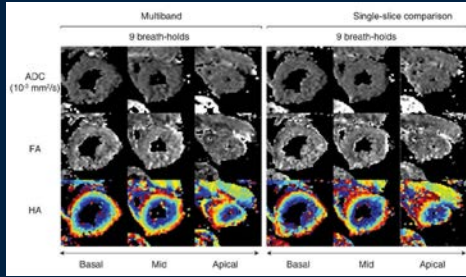 Multiband
Single-slice comparison
9 breath-holds
9 breath-holds
ADC
(10⁻³ mm²/s)
FA
HA
Basal
Mid
Apical
Basal
Mid
Apical